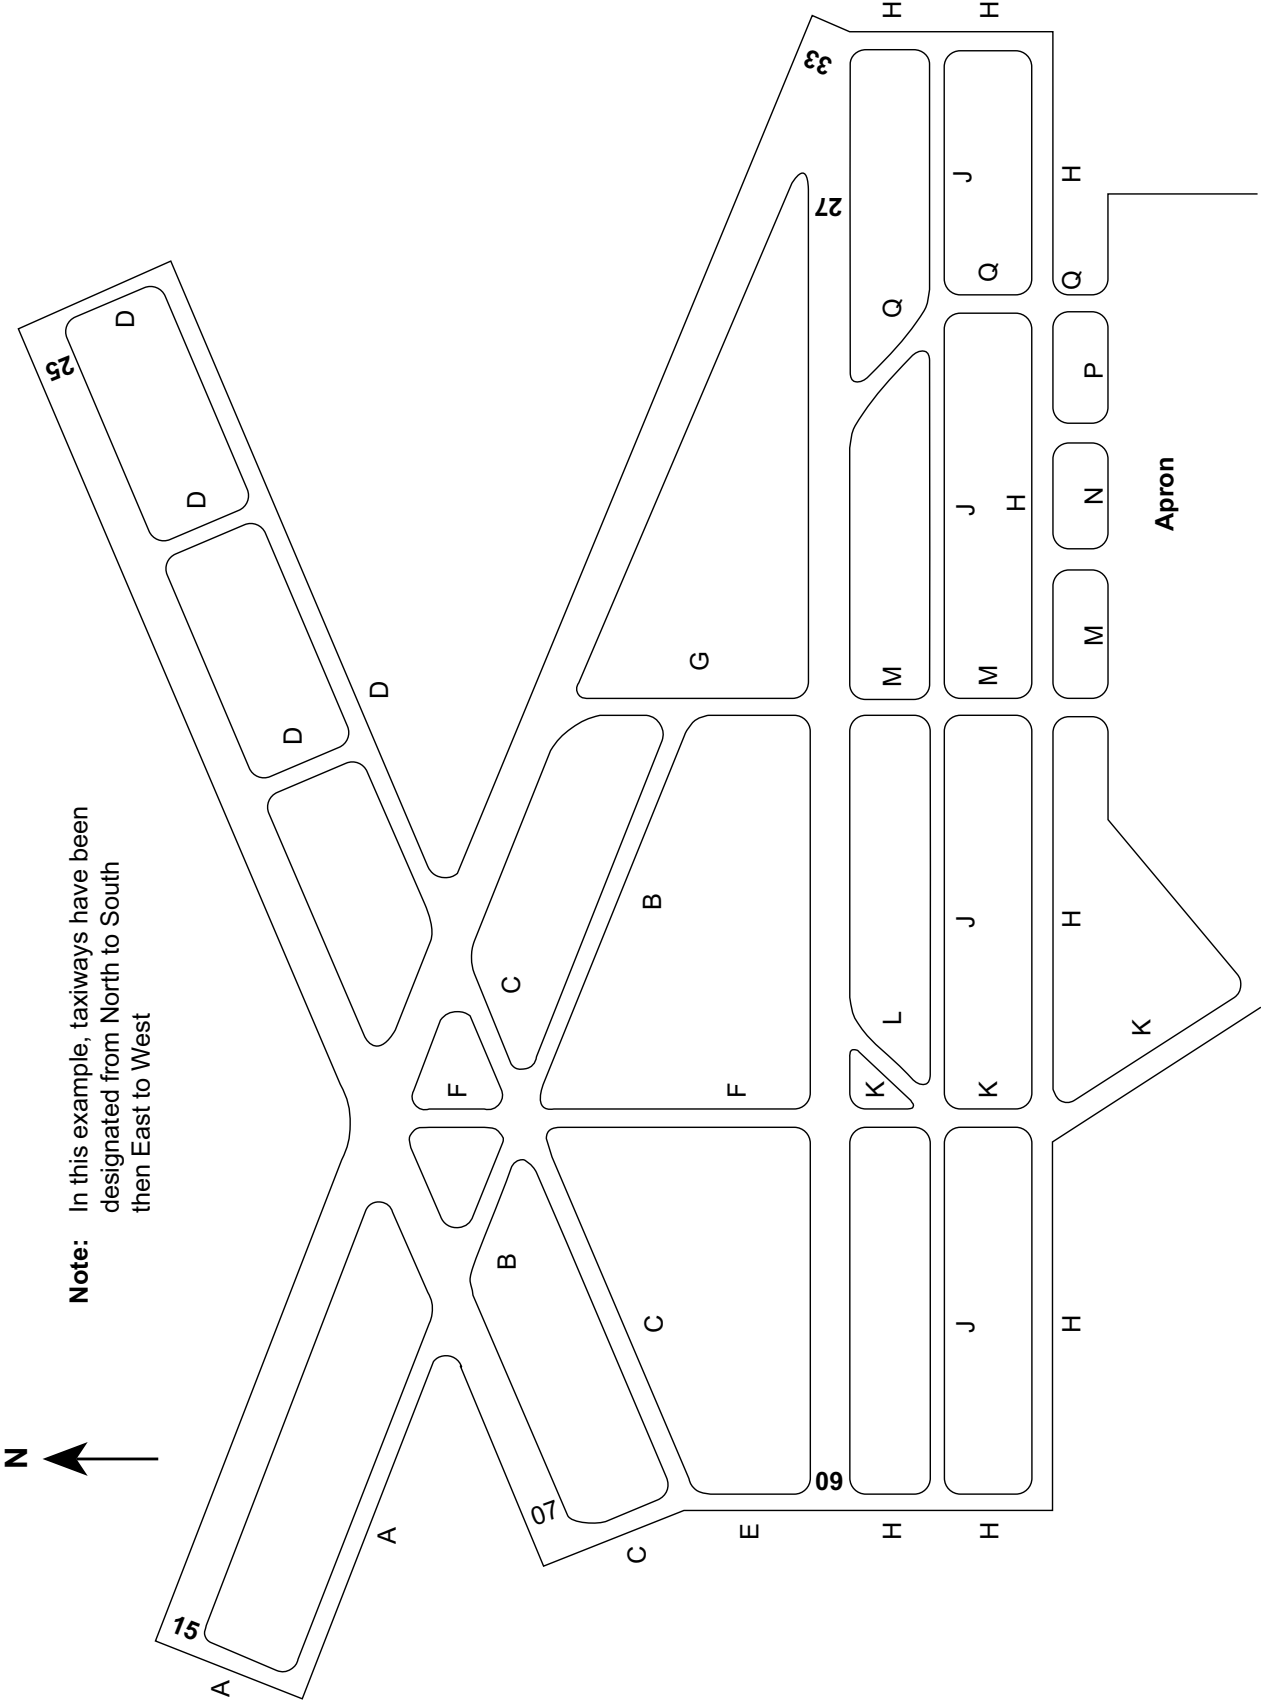 N
Note: In this example, taxiways have been
designated from North to South
then East to West
25
D
15
D
A
D
D
A
F
B
C
07
C
C
B
G
F
E
33
09
27
K
H
L
M
Q
H
J
J
J
J
H
K
M
Q
H
H
H
H
Q
H
M
N
P
K
Apron